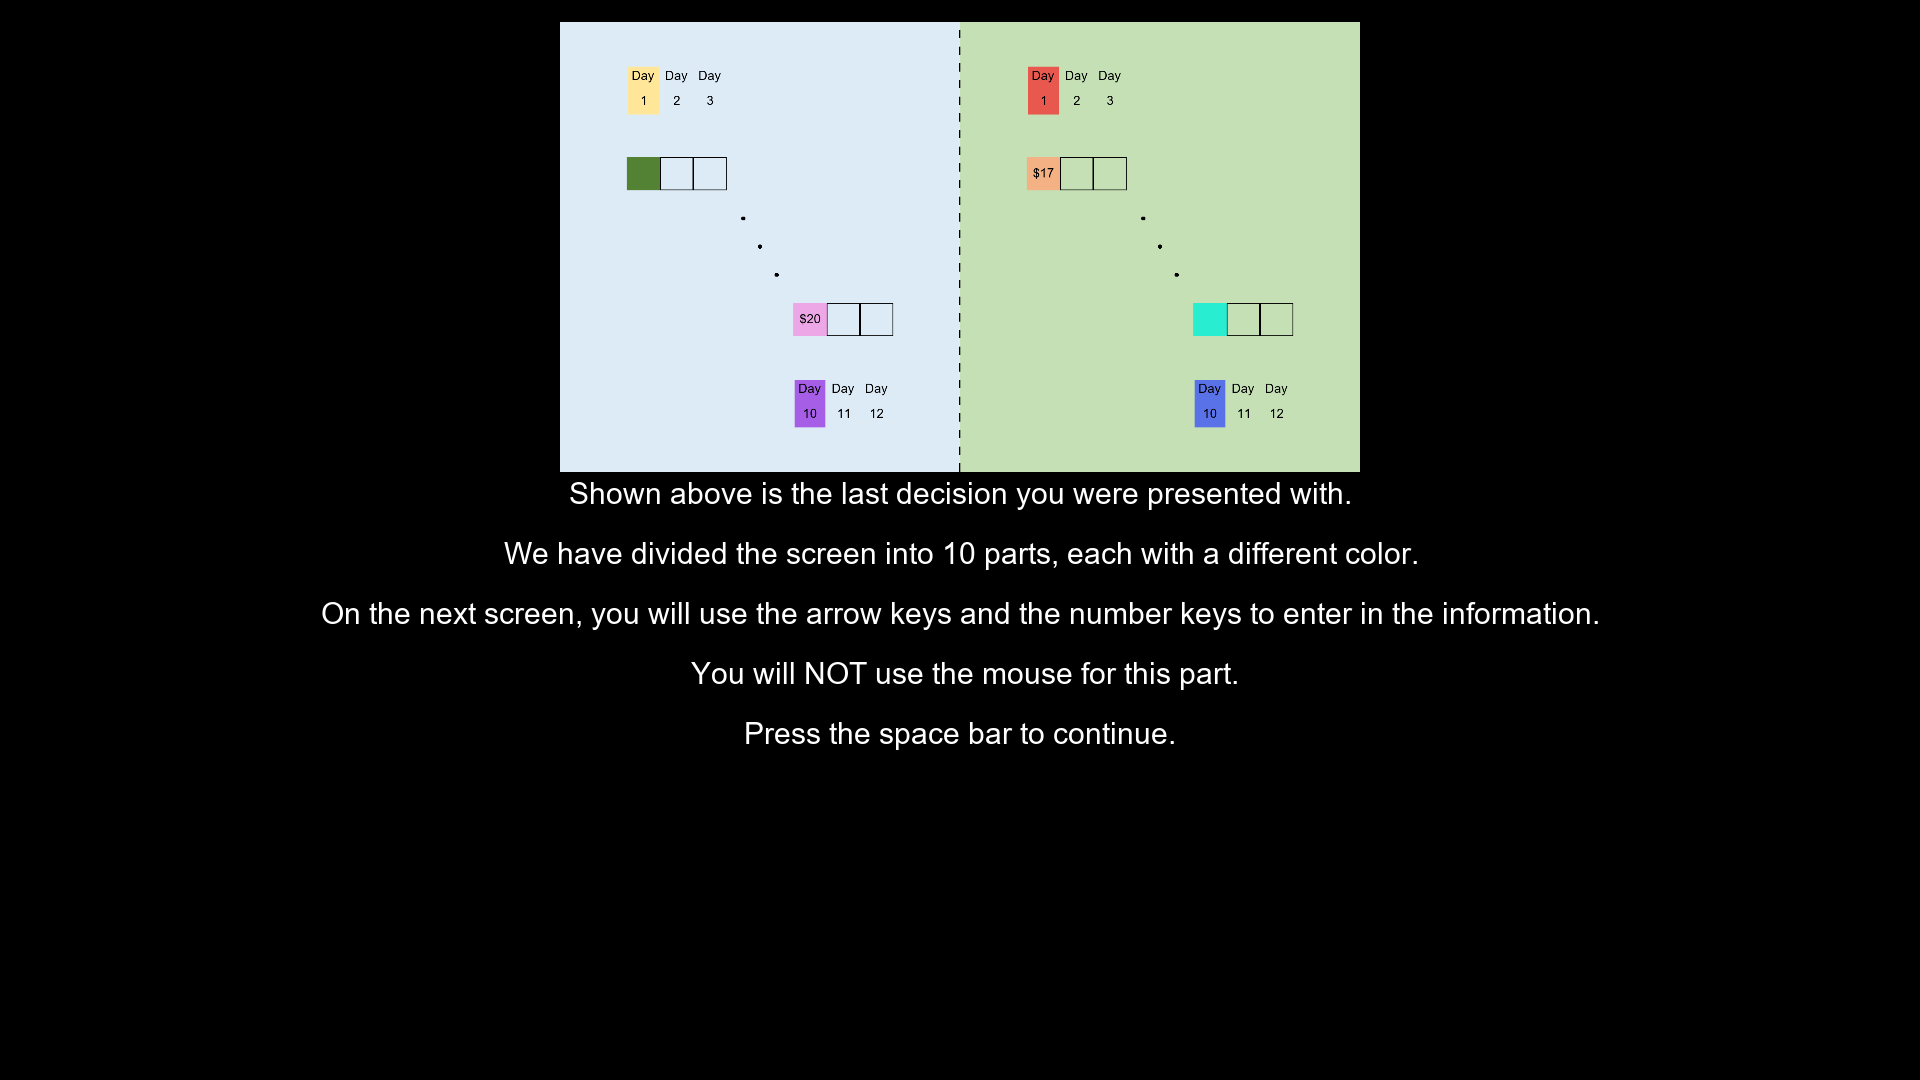 Day Day Day
1 2 3
Day Day Day
1 2 3
$17
$20
Day Day Day
10 11 12
Day Day Day
10 11 12
Shown above is the last decision you were presented with.
We have divided the screen into 10 parts, each with a different color.
On the next screen, you will use the arrow keys and the number keys to enter in the information.
You will NOT use the mouse for this part.
Press the space bar to continue.